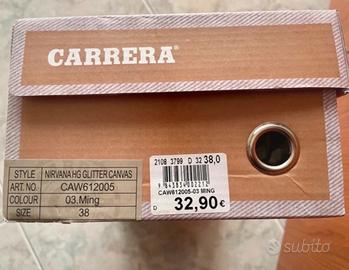 CARRERA®
STYLE NIRVANA HG GLITTER CANVAS
ART. NO. CAW612005
COLOUR 03.Ming
SIZE 38
2108 3799 D 32 38,0
9843834002212
CAW612005-03 MING
D 32,90€
subito